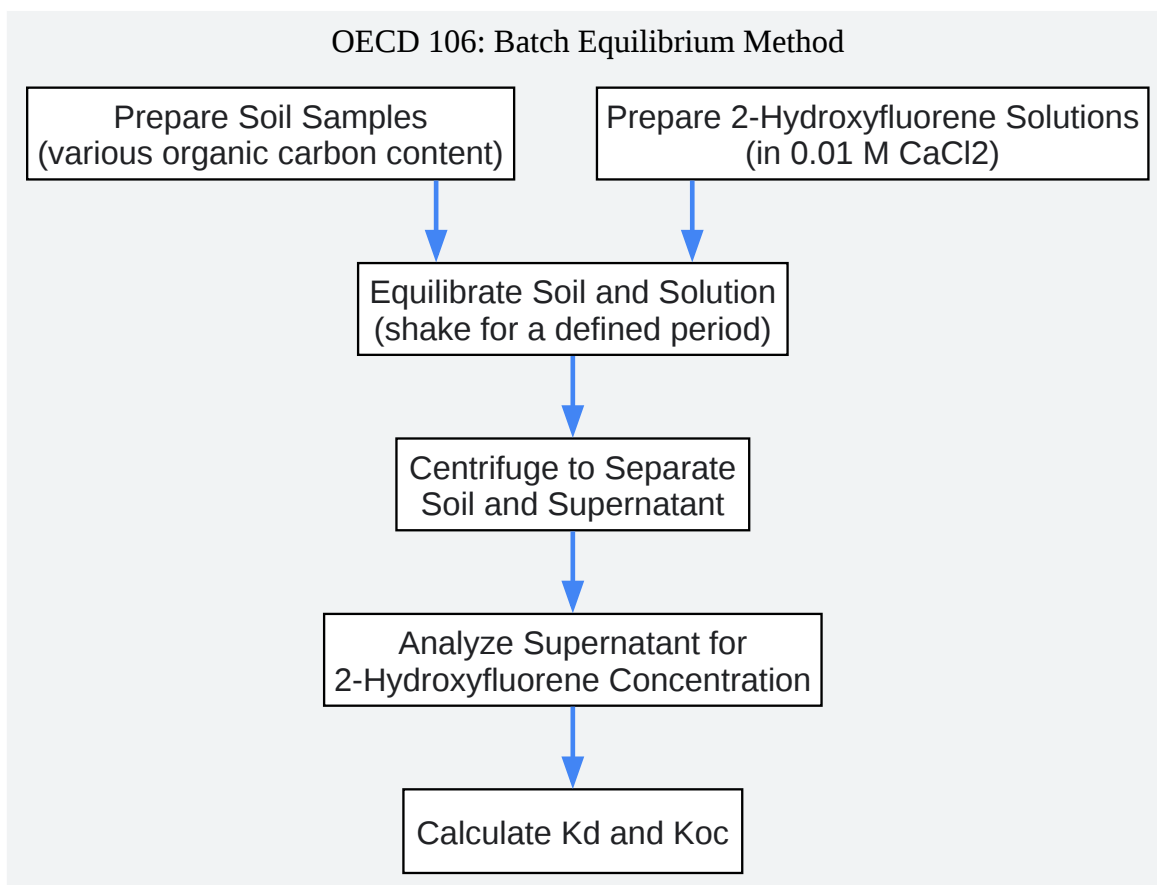 OECD 106: Batch Equilibrium Method
Prepare Soil Samples
(various organic carbon content)
Prepare 2-Hydroxyfluorene Solutions
(in 0.01 M CaCl2)
Equilibrate Soil and Solution
(shake for a defined period)
Centrifuge to Separate
Soil and Supernatant
Analyze Supernatant for
2-Hydroxyfluorene Concentration
Calculate Kd and Koc